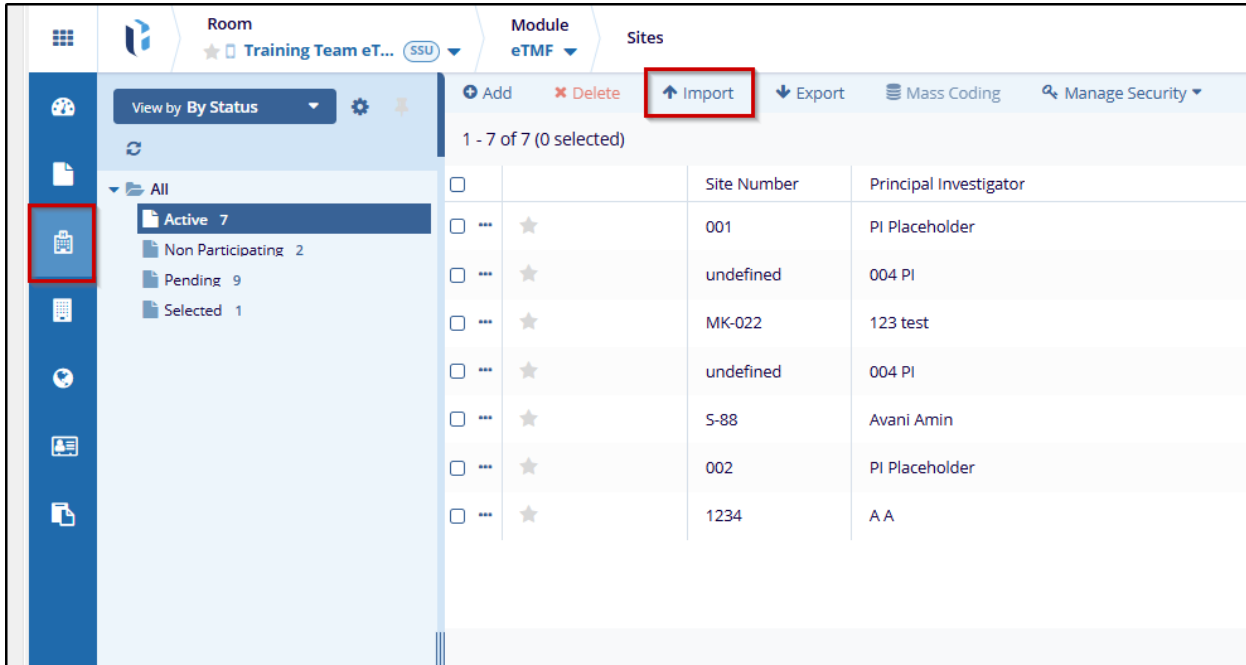 Room
Training Team eT... SSU
Module
eTMF
Sites
View by By Status
Add Delete Import Export Mass Coding Manage Security
1 - 7 of 7 (0 selected)
All
Active 7
Non Participating 2
Pending 9
Selected 1
Site Number Principal Investigator
001 PI Placeholder
undefined 004 PI
MK-022 123 test
undefined 004 PI
S-88 Avani Amin
002 PI Placeholder
1234 A A